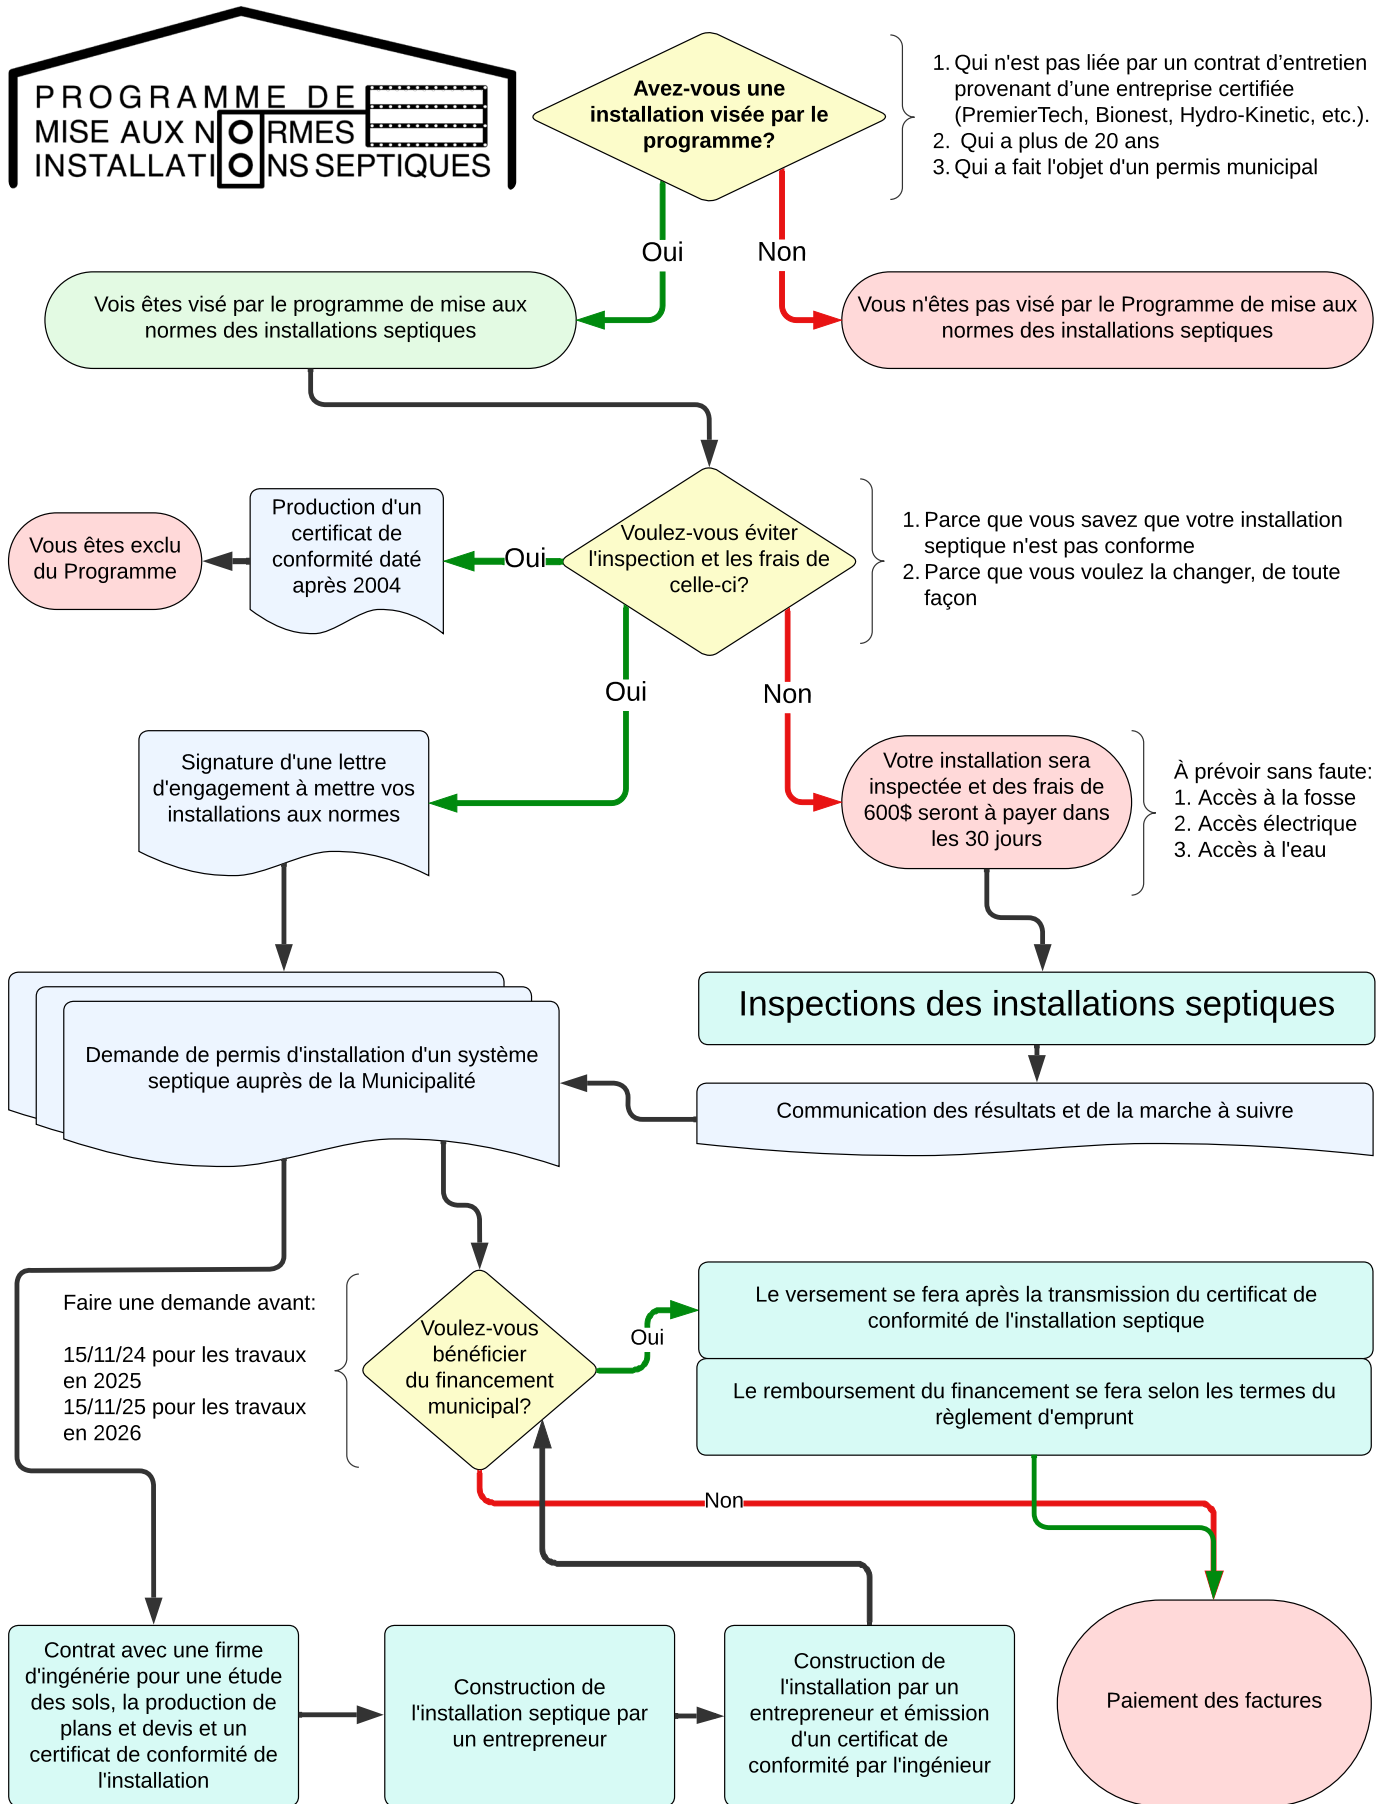 PROGRAMME DE
MISE AUX NORMES
INSTALLATIONS SEPTIQUES
Avez-vous une
installation visée par le
programme?
1. Qui n'est pas liée par un contrat d’entretien
provenant d’une entreprise certifiée
(PremierTech, Bionest, Hydro-Kinetic, etc.).
2. Qui a plus de 20 ans
3. Qui a fait l'objet d'un permis municipal
Oui
Non
Vois êtes visé par le programme de mise aux
normes des installations septiques
Vous n'êtes pas visé par le Programme de mise aux
normes des installations septiques
Vous êtes exclu
du Programme
Production d'un
certificat de
conformité daté
après 2004
Oui
Voulez-vous éviter
l'inspection et les frais de
celle-ci?
1. Parce que vous savez que votre installation
septique n'est pas conforme
2. Parce que vous voulez la changer, de toute
façon
Oui
Non
Signature d'une lettre
d'engagement à mettre vos
installations aux normes
Votre installation sera
inspectée et des frais de
600$ seront à payer dans
les 30 jours
À prévoir sans faute:
1. Accès à la fosse
2. Accès électrique
3. Accès à l'eau
Inspections des installations septiques
Demande de permis d'installation d'un système
septique auprès de la Municipalité
Communication des résultats et de la marche à suivre
Faire une demande avant:
15/11/24 pour les travaux
en 2025
15/11/25 pour les travaux
en 2026
Voulez-vous
bénéficier
du financement
municipal?
Oui
Le versement se fera après la transmission du certificat de
conformité de l'installation septique
Le remboursement du financement se fera selon les termes du
règlement d'emprunt
Non
Contrat avec une firme
d'ingénérie pour une étude
des sols, la production de
plans et devis et un
certificat de conformité de
l'installation
Construction de
l'installation septique par
un entrepreneur
Construction de
l'installation par un
entrepreneur et émission
d'un certificat de
conformité par l'ingénieur
Paiement des factures